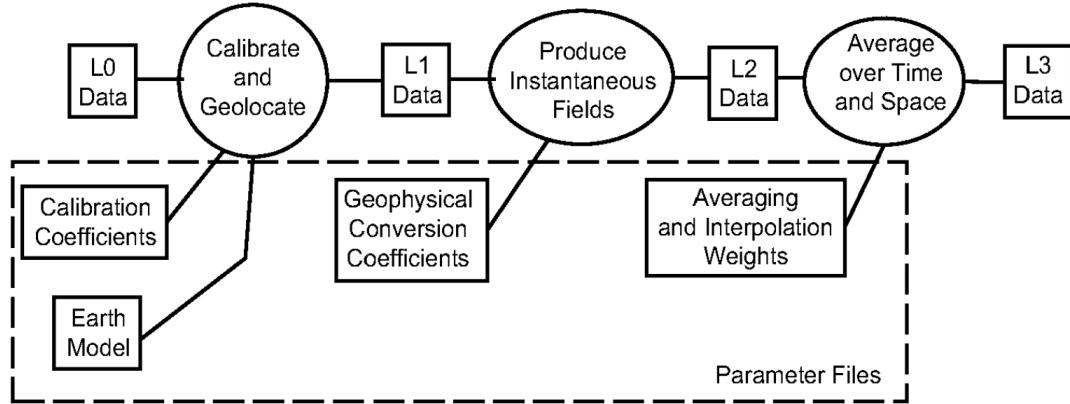 L0
Data
Calibrate
and
Geolocate
L1
Data
Produce
Instantaneous
Fields
L2
Data
Average
over Time
and Space
L3
Data
Calibration
Coefficients
Geophysical
Conversion
Coefficients
Averaging
and Interpolation
Weights
Earth
Model
Parameter Files